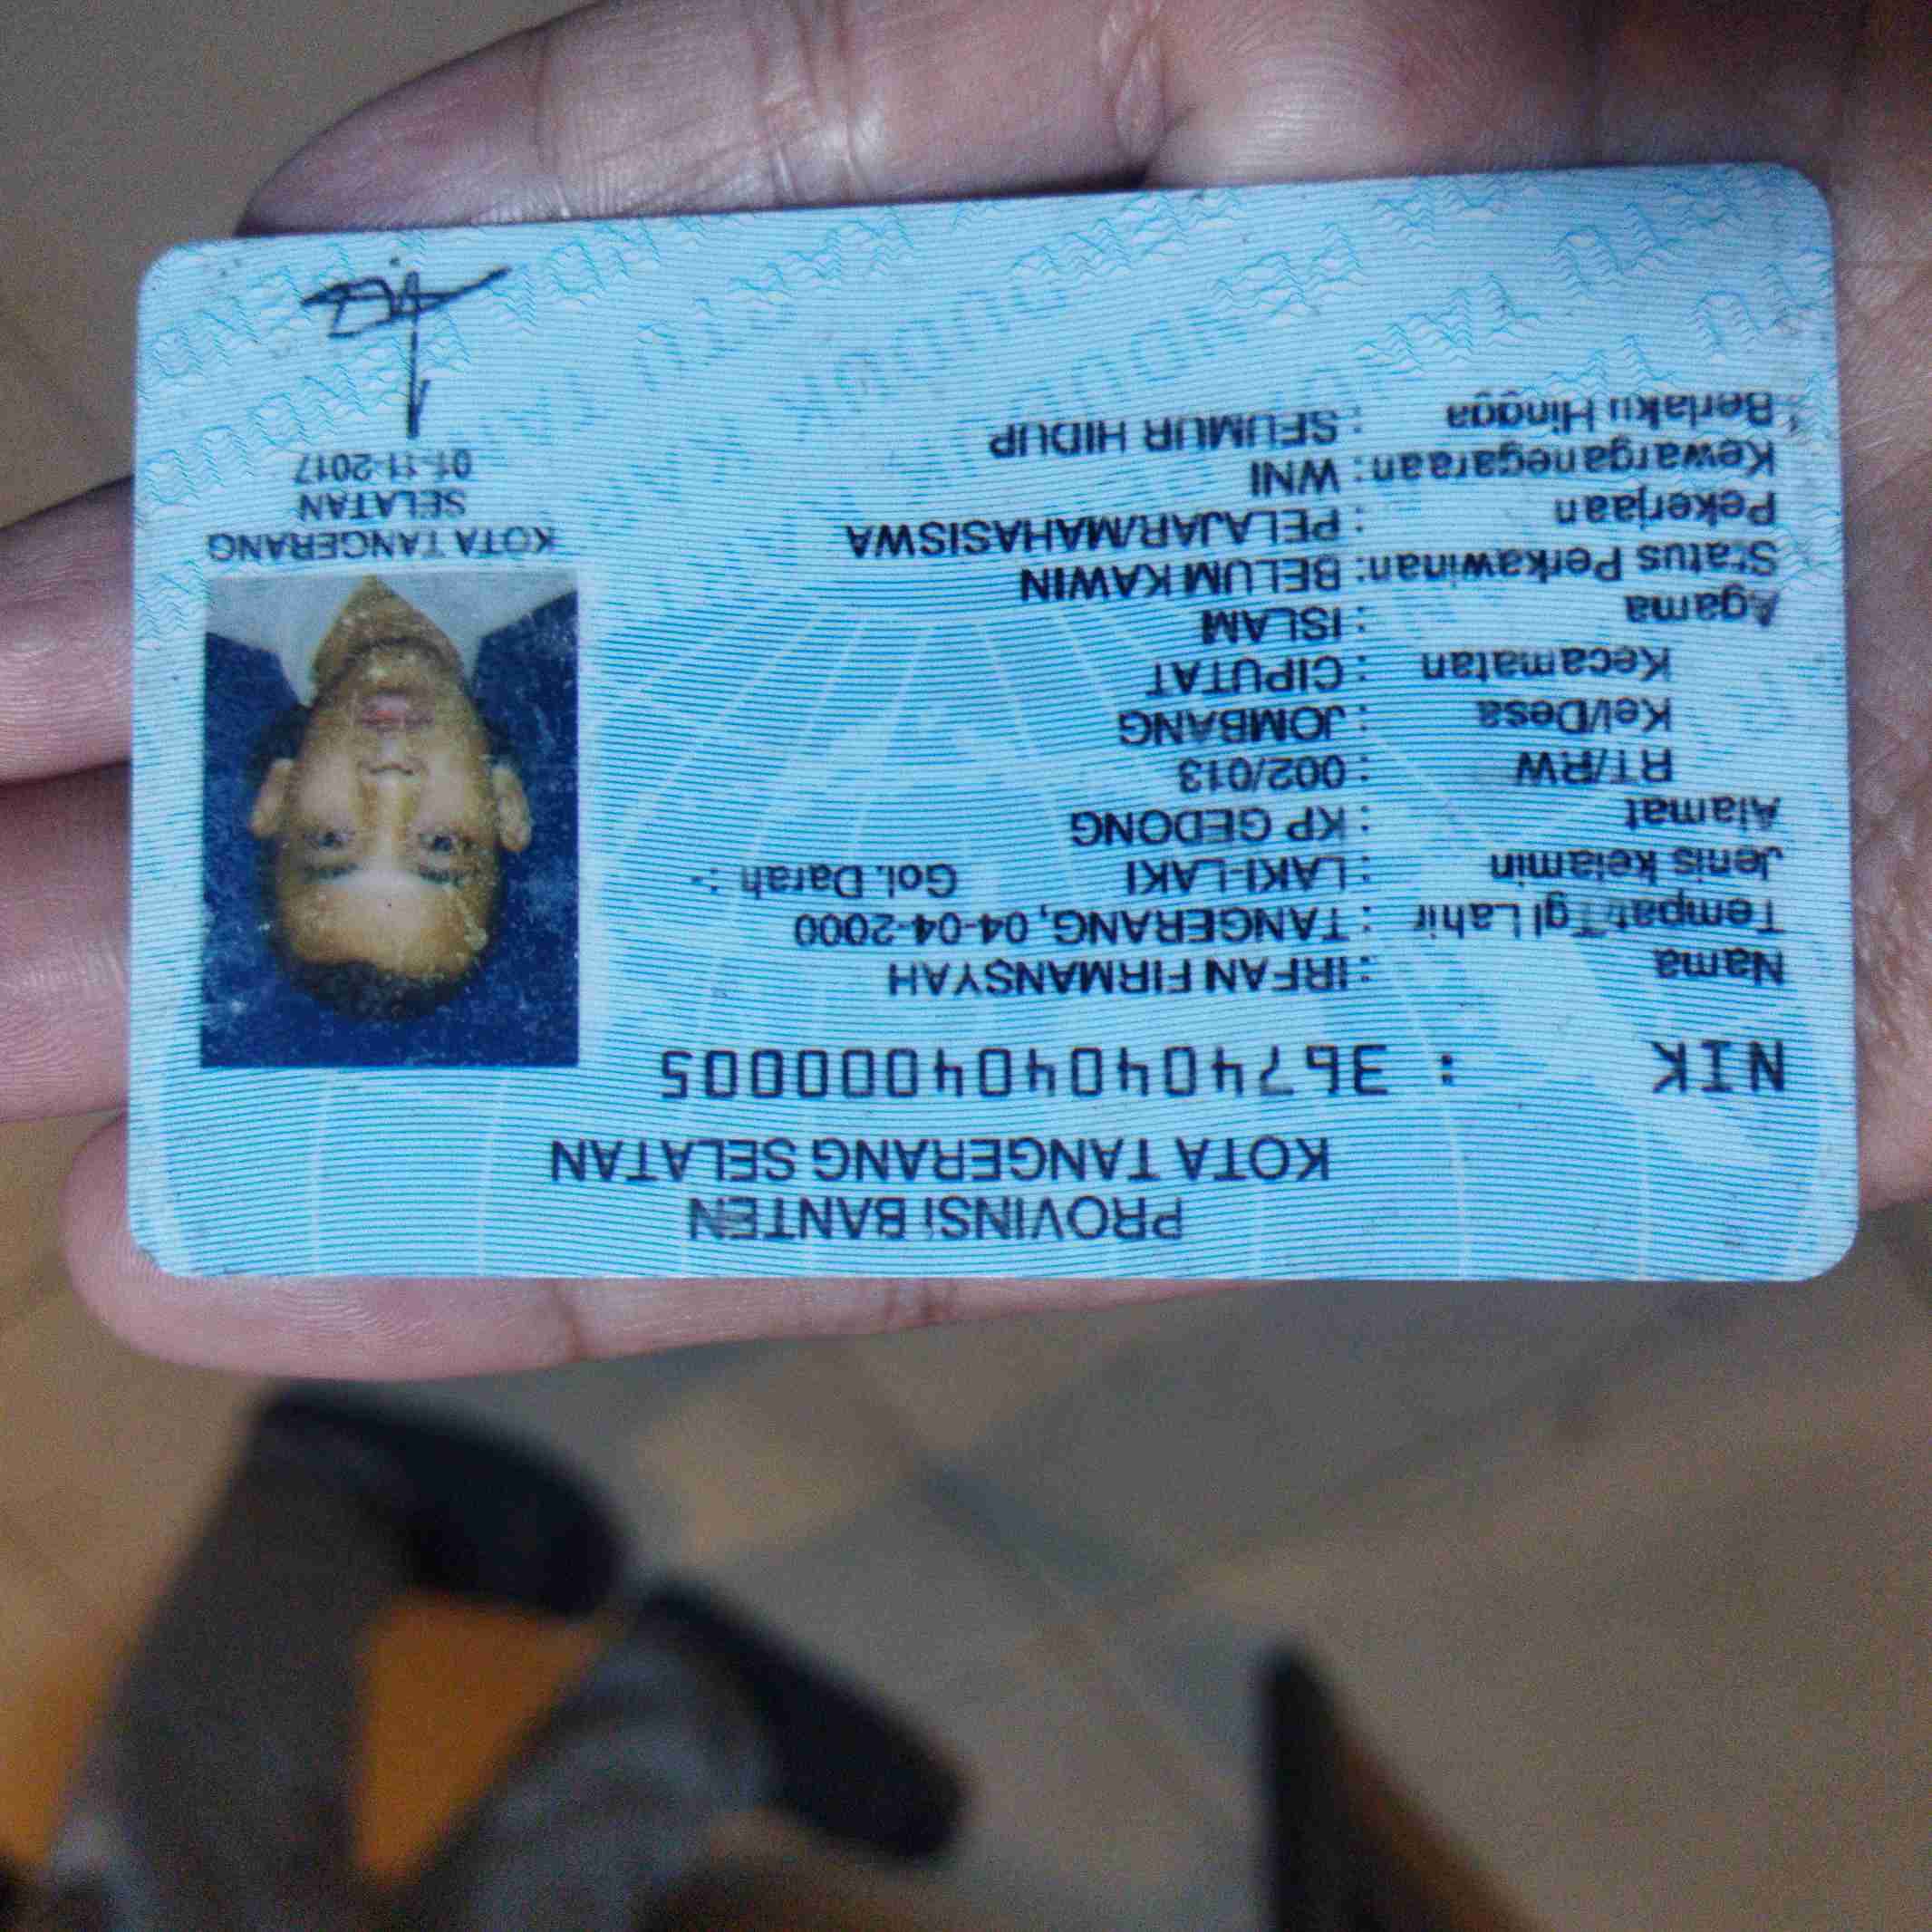 PROVINSI BANTEN
KOTA TANGERANG SELATAN
NIK : 3674040404000005
Nama : IRFAN FIRMANSYAH
Tempat/Tgl Lahir : TANGERANG, 04-04-2000
Jenis kelamin : LAKI-LAKI Gol. Darah : -
Alamat : KP GEDONG
RT/RW : 002/013
Kel/Desa : JOMBANG
Kecamatan : CIPUTAT
Agama : ISLAM
Status Perkawinan: BELUM KAWIN
Pekerjaan : PELAJAR/MAHASISWA
Kewarganegaraan: WNI
Berlaku Hingga : SEUMUR HIDUP
KOTA TANGERANG
SELATAN
01-11-2017